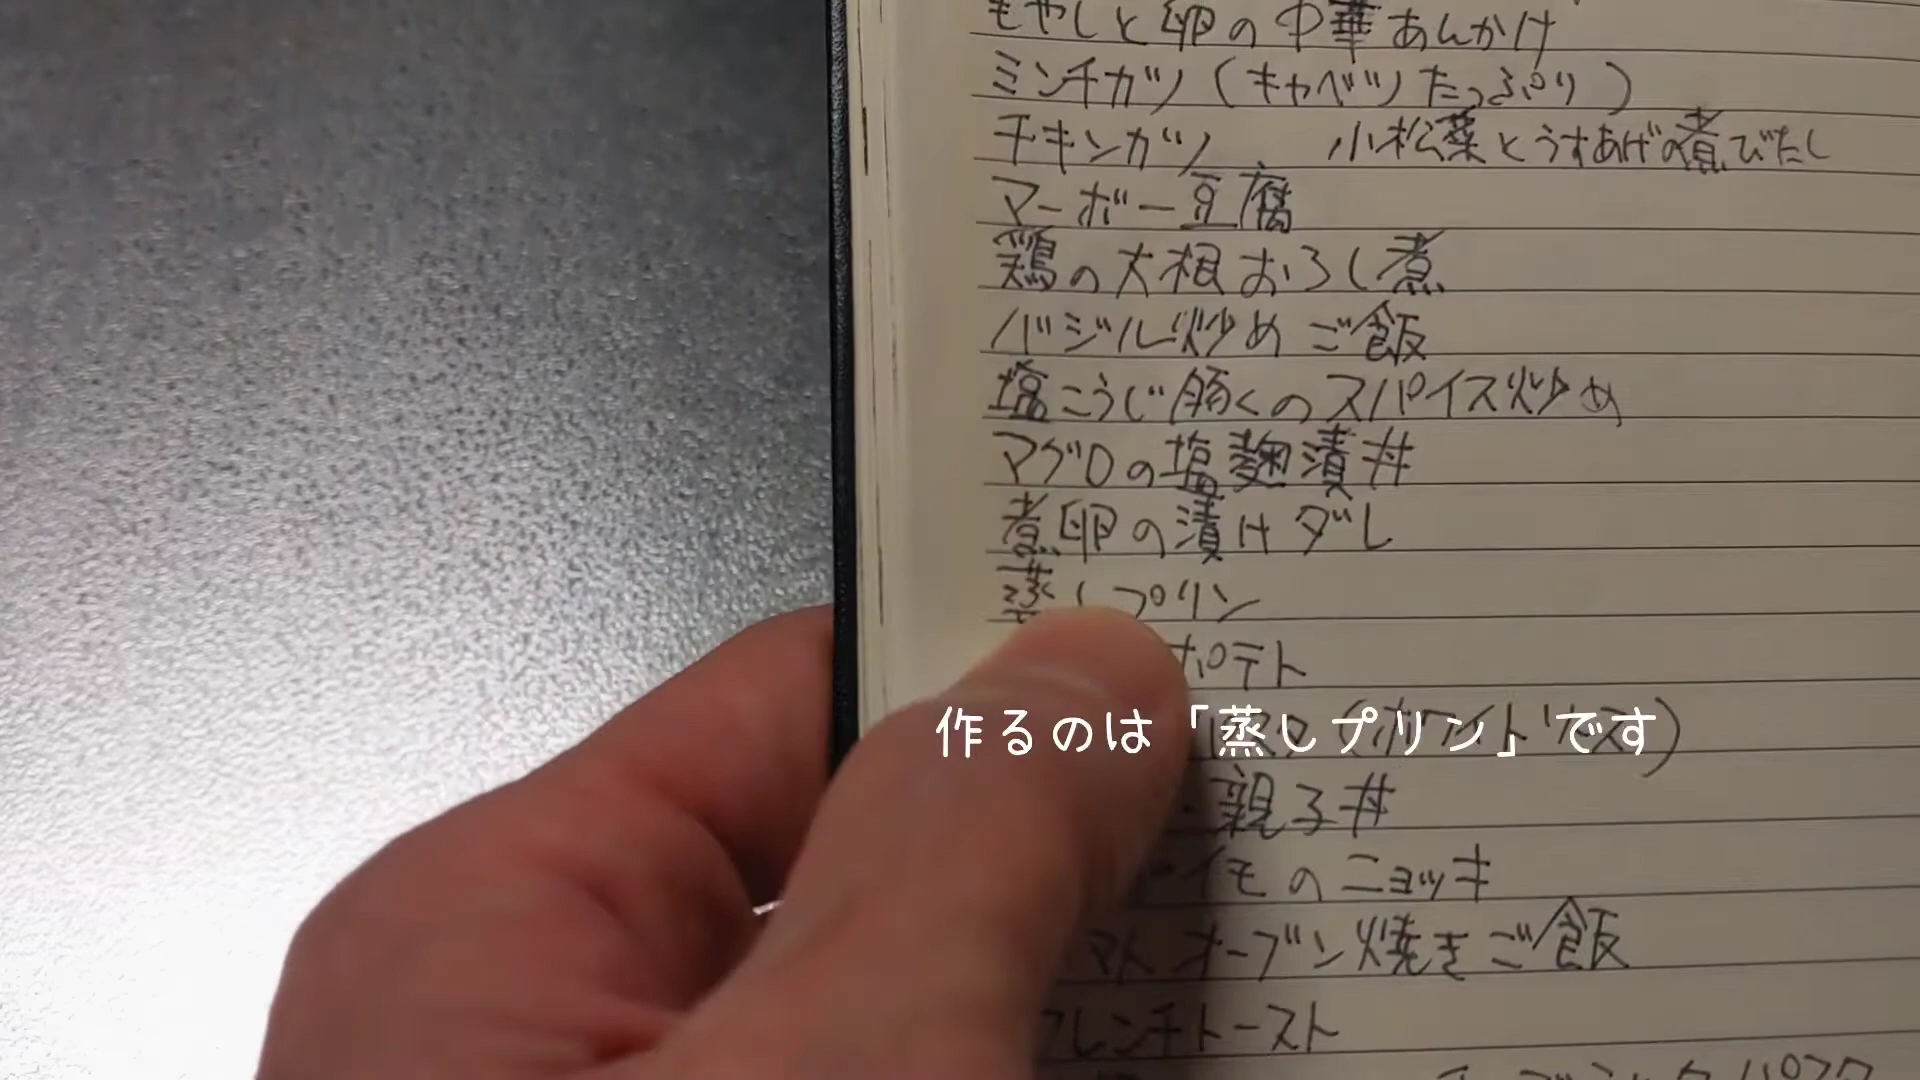 もやしと卵の中華あんかけ
ミンチカツ(キャベツたっぷり)
チキンカツ 小松菜とうすあげの煮びたし
マーボー豆腐
鶏の大根おろし煮
バジル炒めご飯
塩こうじ豚くのスパイス炒め
マグロの塩麹漬丼
煮卵の漬けダレ
蒸しプリン
ポテト
作るのは「蒸しプリン」です
親子丼
イモのニョッキ
マト オーブン焼きご飯
フレンチトースト